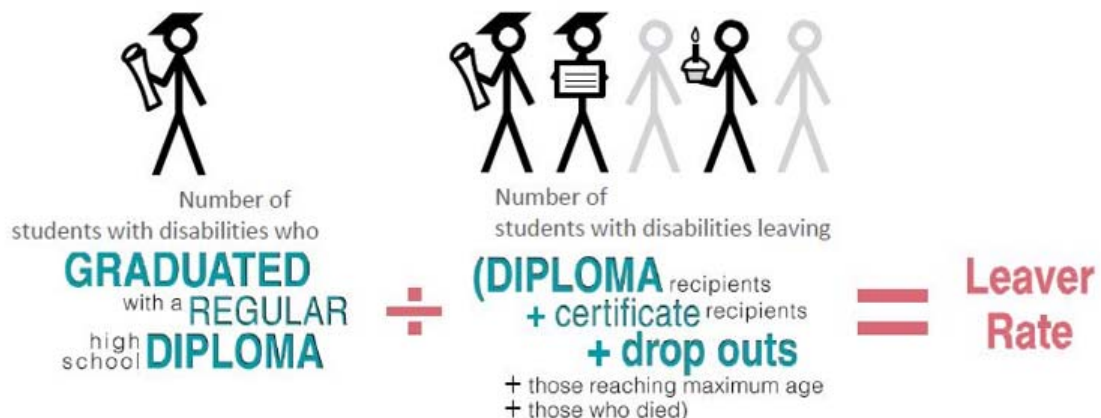 Number of
students with disabilities who
GRADUATED
with a REGULAR
high school DIPLOMA
÷
Number of
students with disabilities leaving
(DIPLOMA recipients
+ certificate recipients
+ drop outs
+ those reaching maximum age
+ those who died)
=
Leaver
Rate